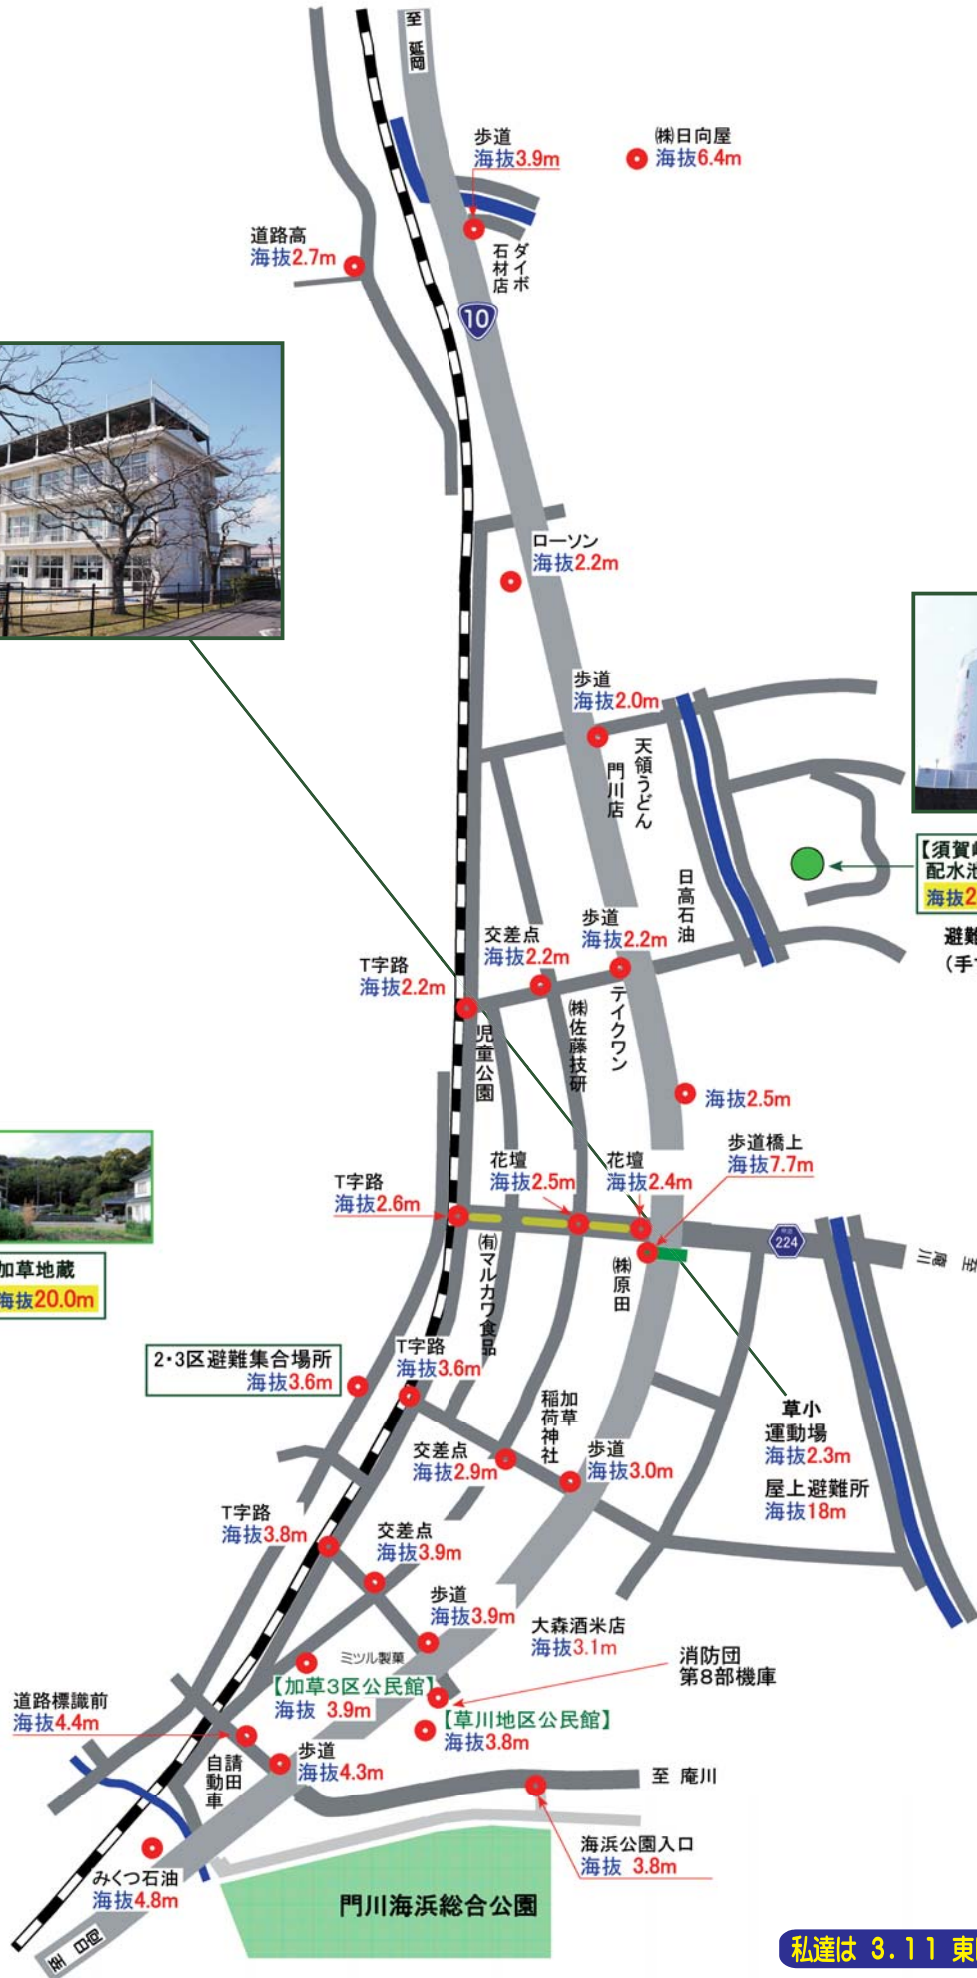 至 延岡
歩道
海抜3.9m
㈱日向屋
海抜6.4m
道路高
海抜2.7m
ダイボ
石材店
10
ローソン
海抜2.2m
歩道
海抜2.0m
天領うどん
門川店
日高石油
【須賀崎
配水池
海抜2
避難
(手
歩道
海抜2.2m
交差点
海抜2.2m
T字路
海抜2.2m
児童公園
㈱佐藤技研
テイクワン
海抜2.5m
歩道橋上
海抜7.7m
花壇
海抜2.5m
花壇
海抜2.4m
T字路
海抜2.6m
224
至 庵川
㈲マルカワ食品
㈱原田
加草地蔵
海抜20.0m
2・3区避難集合場所
海抜3.6m
T字路
海抜3.6m
加草
稲荷神社
草小
運動場
海抜2.3m
屋上避難所
海抜18m
交差点
海抜2.9m
歩道
海抜3.0m
T字路
海抜3.8m
交差点
海抜3.9m
歩道
海抜3.9m
大森酒米店
海抜3.1m
消防団
第8部機庫
ミツル製菓
【加草3区公民館】
海抜 3.9m
【草川地区公民館】
海抜3.8m
道路標識前
海抜4.4m
請田
自動車
歩道
海抜4.3m
至 庵川
海浜公園入口
海抜 3.8m
みくつ石油
海抜4.8m
門川海浜総合公園
至 日向
私達は 3.11 東